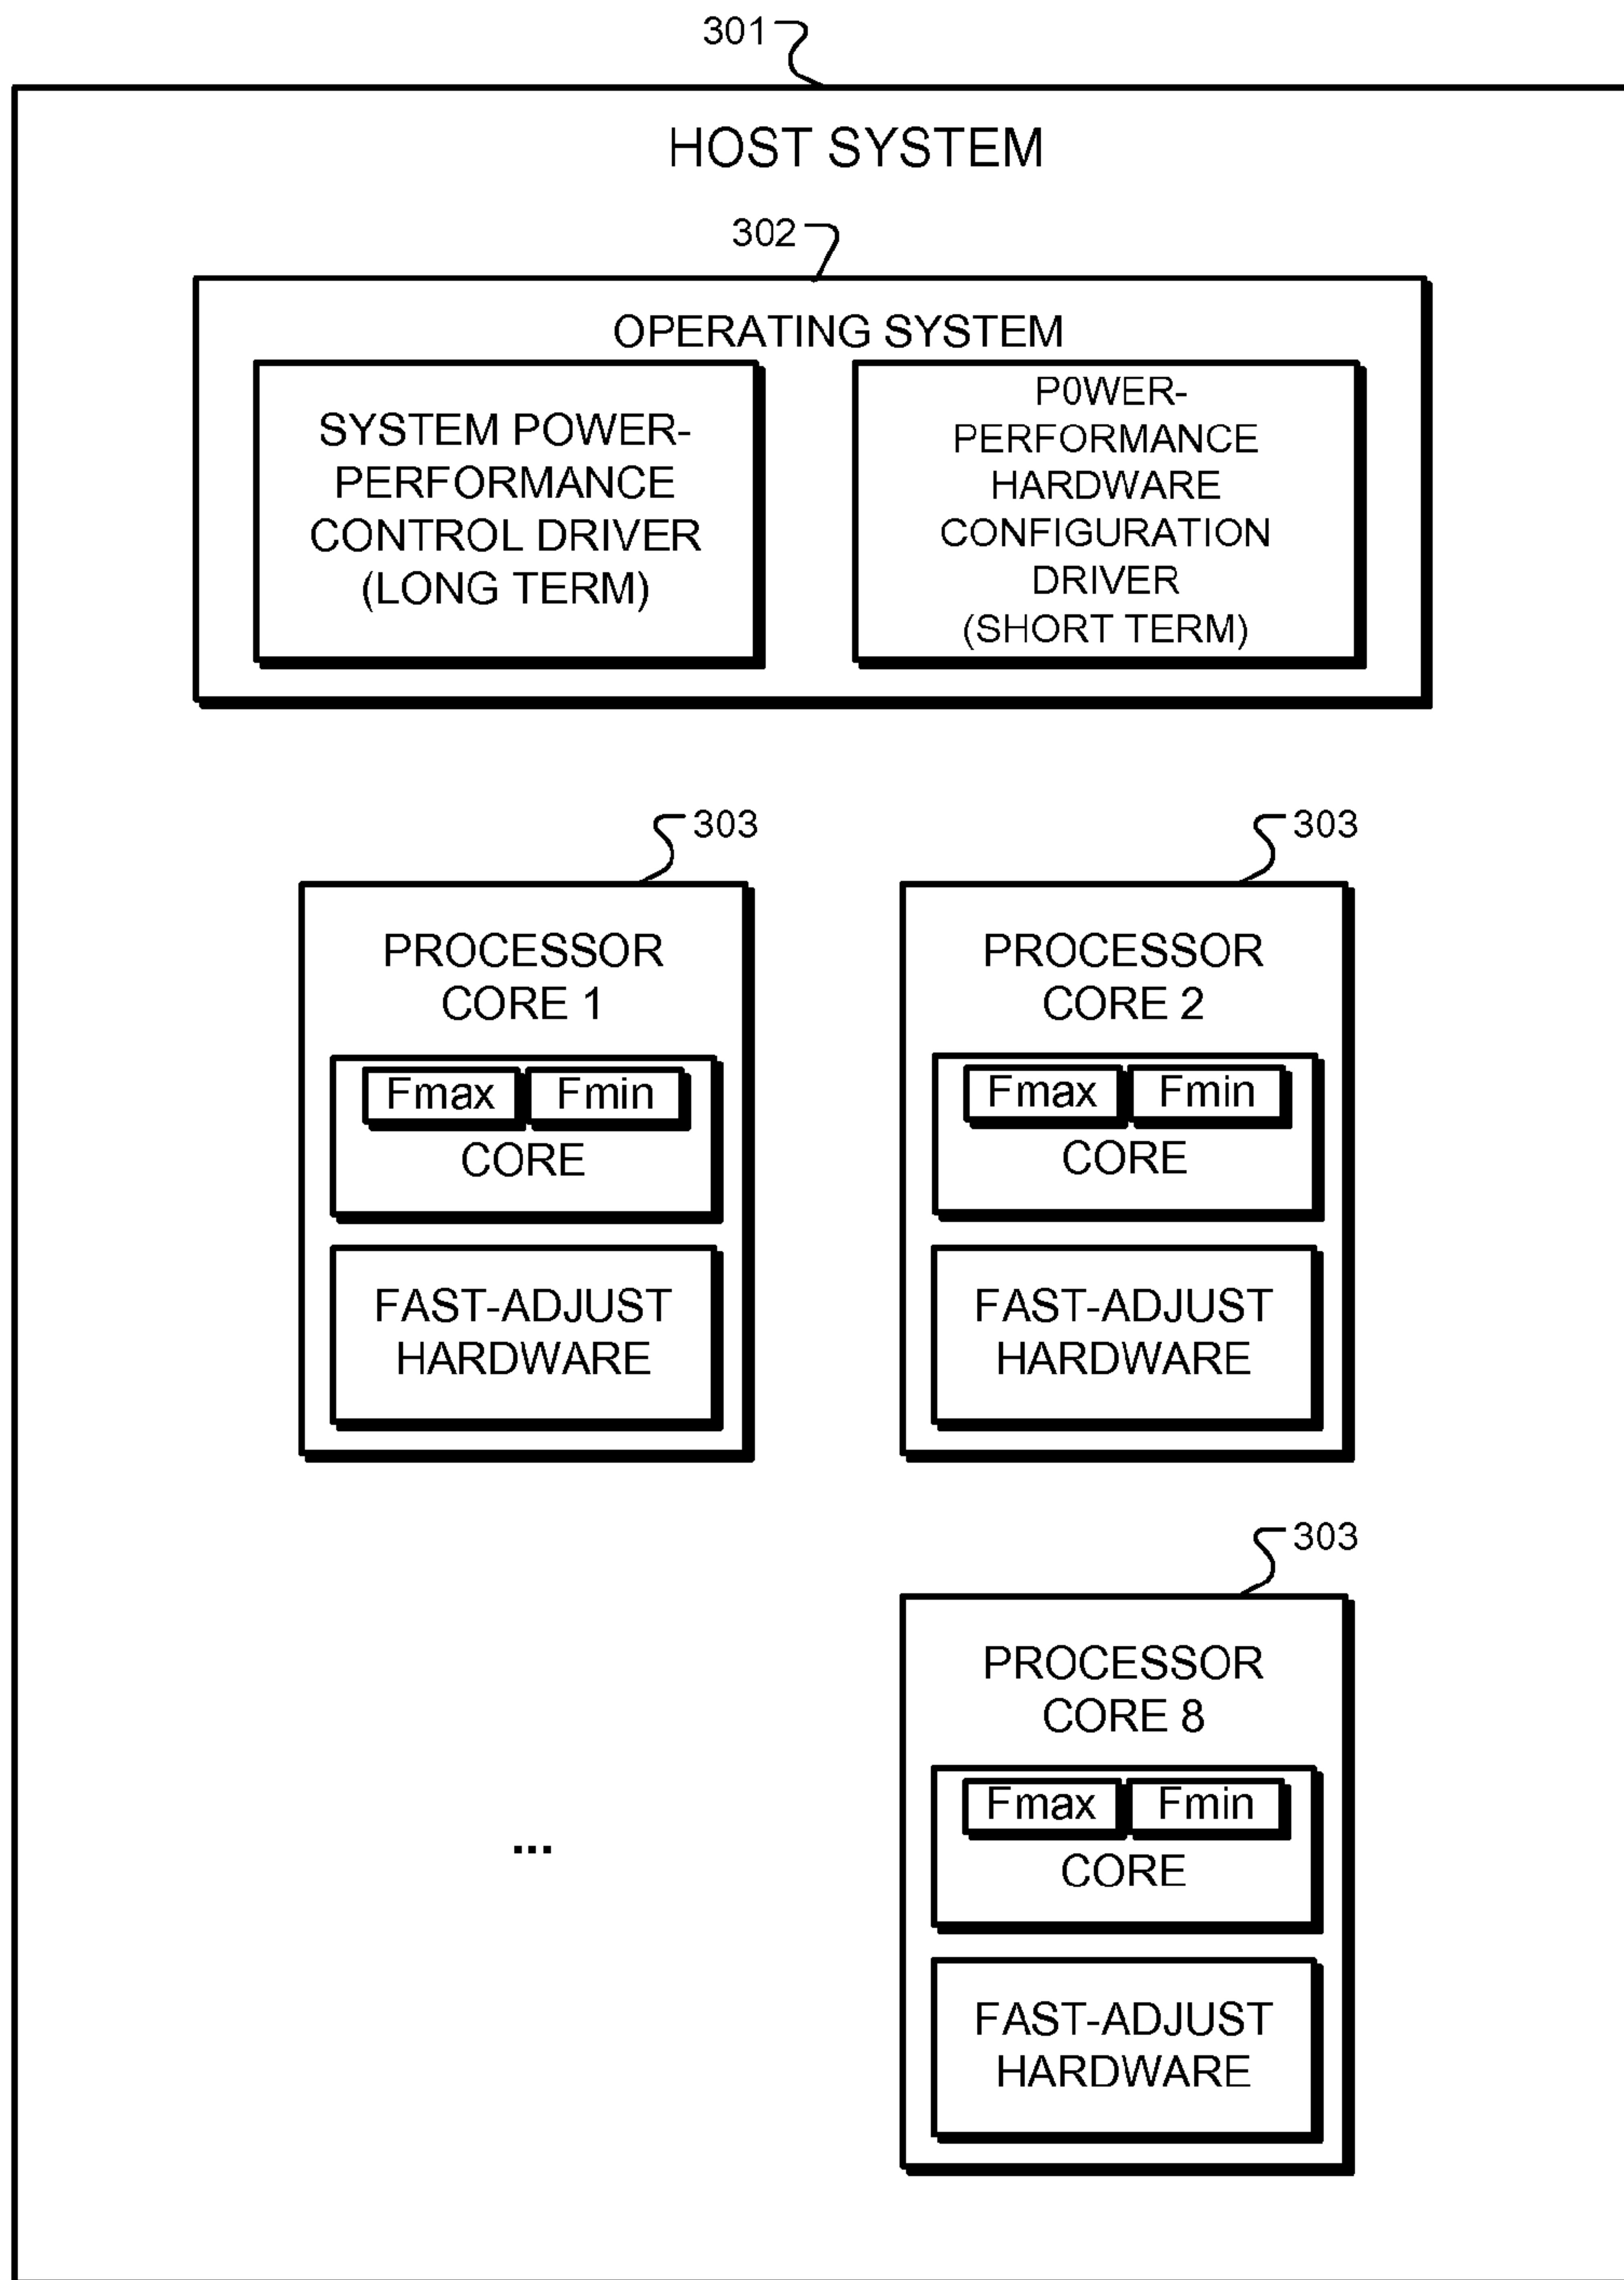 301
HOST SYSTEM
302
OPERATING SYSTEM
SYSTEM POWER-
PERFORMANCE
CONTROL DRIVER
(LONG TERM)
P0WER-
PERFORMANCE
HARDWARE
CONFIGURATION
DRIVER
(SHORT TERM)
303
PROCESSOR
CORE 1
Fmax Fmin
CORE
FAST-ADJUST
HARDWARE
303
PROCESSOR
CORE 2
Fmax Fmin
CORE
FAST-ADJUST
HARDWARE
...
303
PROCESSOR
CORE 8
Fmax Fmin
CORE
FAST-ADJUST
HARDWARE